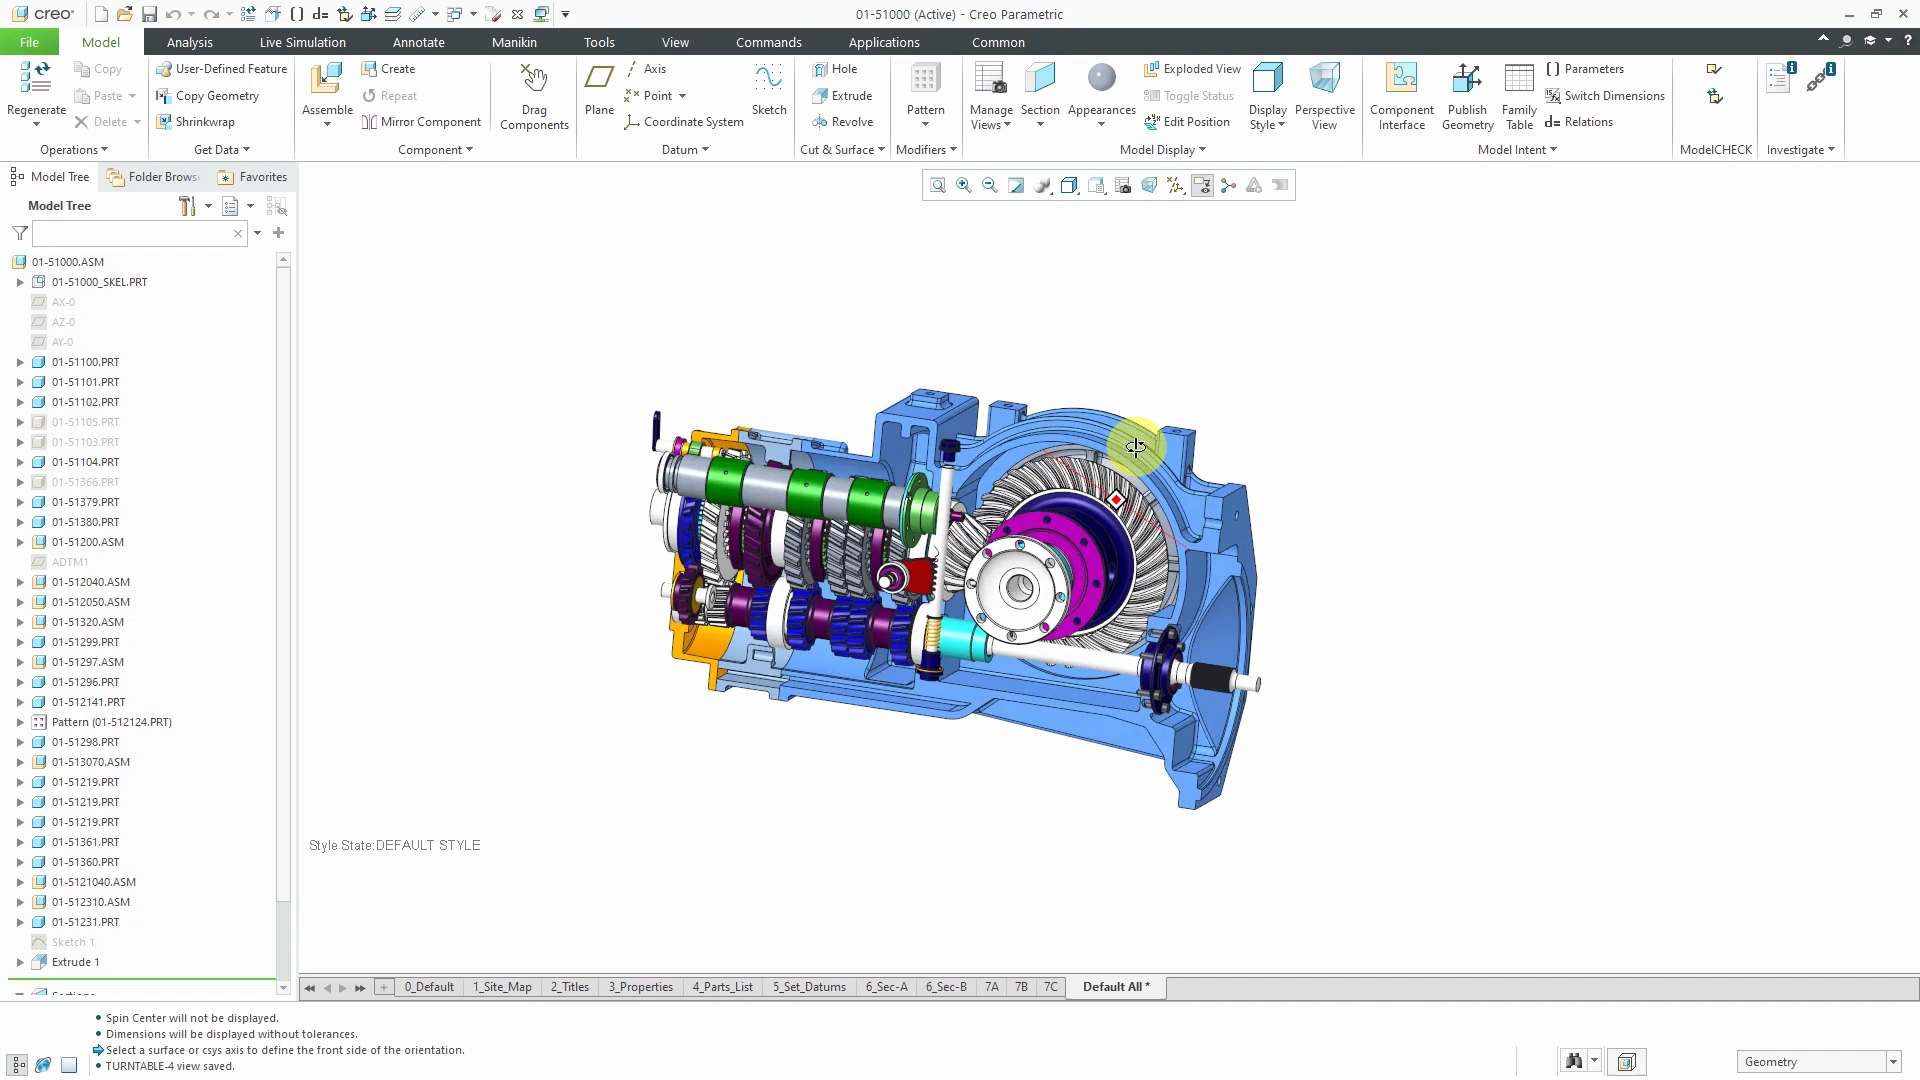 creo
01-51000 (Active) - Creo Parametric
File Model Analysis Live Simulation Annotate Manikin Tools View Commands Applications Common
Regenerate
Copy
Paste
Delete
Operations
User-Defined Feature
Copy Geometry
Shrinkwrap
Get Data
Assemble
Create
Repeat
Mirror Component
Drag Components
Component
Plane
Axis
Point
Coordinate System
Sketch
Datum
Hole
Extrude
Revolve
Cut & Surface
Pattern
Modifiers
Manage Views
Section
Appearances
Exploded View
Toggle Status
Edit Position
Display Style
Perspective View
Model Display
Component Interface
Publish Geometry
Family Table
Parameters
Switch Dimensions
Relations
Model Intent
ModelCHECK
Investigate
Model Tree
Folder Brows
Favorites
Model Tree
01-51000.ASM
01-51000_SKEL.PRT
AX-0
AZ-0
AY-0
01-51100.PRT
01-51101.PRT
01-51102.PRT
01-51105.PRT
01-51103.PRT
01-51104.PRT
01-51366.PRT
01-51379.PRT
01-51380.PRT
01-51200.ASM
ADTM1
01-512040.ASM
01-512050.ASM
01-51320.ASM
01-51299.PRT
01-51297.ASM
01-51296.PRT
01-512141.PRT
Pattern (01-512124.PRT)
01-51298.PRT
01-513070.ASM
01-51219.PRT
01-51219.PRT
01-51219.PRT
01-51361.PRT
01-51360.PRT
01-5121040.ASM
01-512310.ASM
01-51231.PRT
Sketch 1
Extrude 1
Style State:DEFAULT STYLE
0_Default 1_Site_Map 2_Titles 3_Properties 4_Parts_List 5_Set_Datums 6_Sec-A 6_Sec-B 7A 7B 7C Default All *
• Spin Center will not be displayed.
• Dimensions will be displayed without tolerances.
Select a surface or csys axis to define the front side of the orientation.
• TURNTABLE-4 view saved.
Geometry